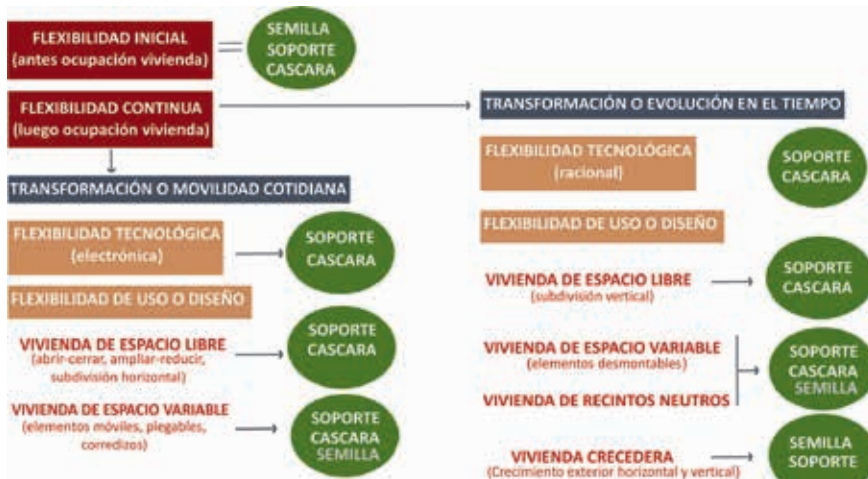 FLEXIBILIDAD INICIAL
(antes ocupación vivienda)
SEMILLA
SOPORTE
CASCARA
FLEXIBILIDAD CONTINUA
(luego ocupación vivienda)
TRANSFORMACIÓN O MOVILIDAD COTIDIANA
FLEXIBILIDAD TECNOLÓGICA
(electrónica)
SOPORTE
CASCARA
FLEXIBILIDAD DE USO O DISEÑO
VIVIENDA DE ESPACIO LIBRE
(abrir-cerrar, ampliar-reducir,
subdivisión horizontal)
SOPORTE
CASCARA
VIVIENDA DE ESPACIO VARIABLE
(elementos móviles, plegables,
corredizos)
SOPORTE
CASCARA
SEMILLA
TRANSFORMACIÓN O EVOLUCIÓN EN EL TIEMPO
FLEXIBILIDAD TECNOLÓGICA
(racional)
SOPORTE
CASCARA
FLEXIBILIDAD DE USO O DISEÑO
VIVIENDA DE ESPACIO LIBRE
(subdivisión vertical)
SOPORTE
CASCARA
VIVIENDA DE ESPACIO VARIABLE
(elementos desmontables)
VIVIENDA DE RECINTOS NEUTROS
SOPORTE
CASCARA
SEMILLA
VIVIENDA CRECEDERA
(Crecimiento exterior horizontal y vertical)
SEMILLA
SOPORTE